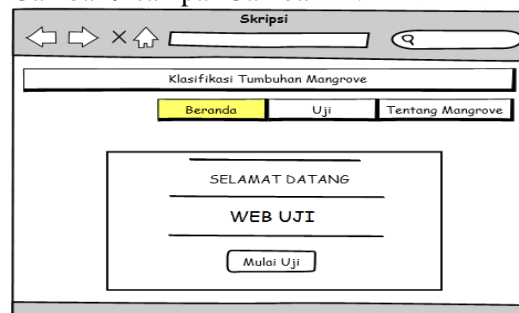 Skripsi
Klasifikasi Tumbuhan Mangrove
Beranda Uji Tentang Mangrove
SELAMAT DATANG
WEB UJI
Mulai Uji